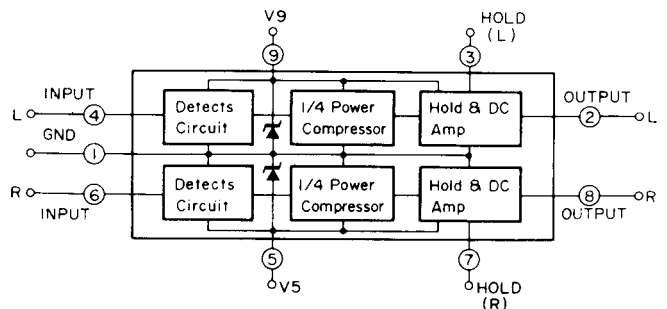 V9
HOLD
(L)
9
3
INPUT
L
4
Detects
Circuit
1/4 Power
Compressor
Hold & DC
Amp
OUTPUT
2
L
GND
1
R
6
INPUT
Detects
Circuit
1/4 Power
Compressor
Hold & DC
Amp
8
R
OUTPUT
5
7
V5
HOLD
(R)